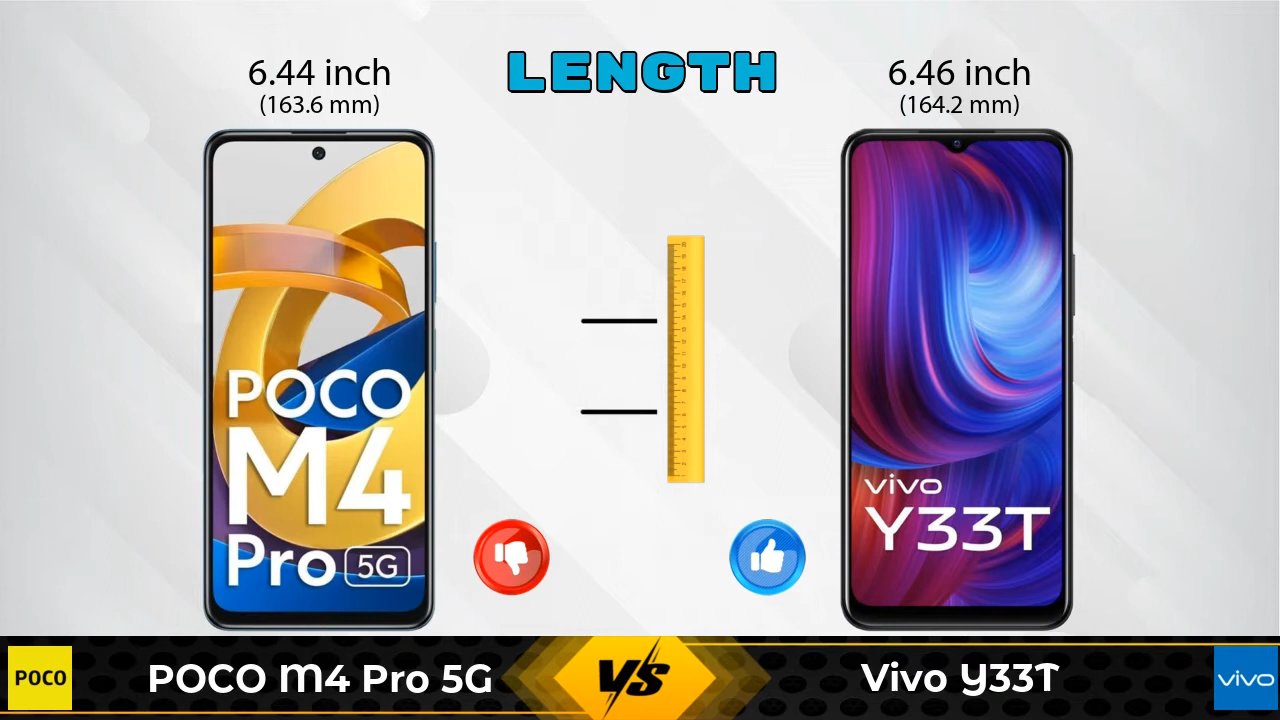 LENGTH
6.44 inch
(163.6 mm)
6.46 inch
(164.2 mm)
POCO
M4
Pro 5G
vivo
Y33T
POCO
POCO M4 Pro 5G
VS
Vivo Y33T
vivo